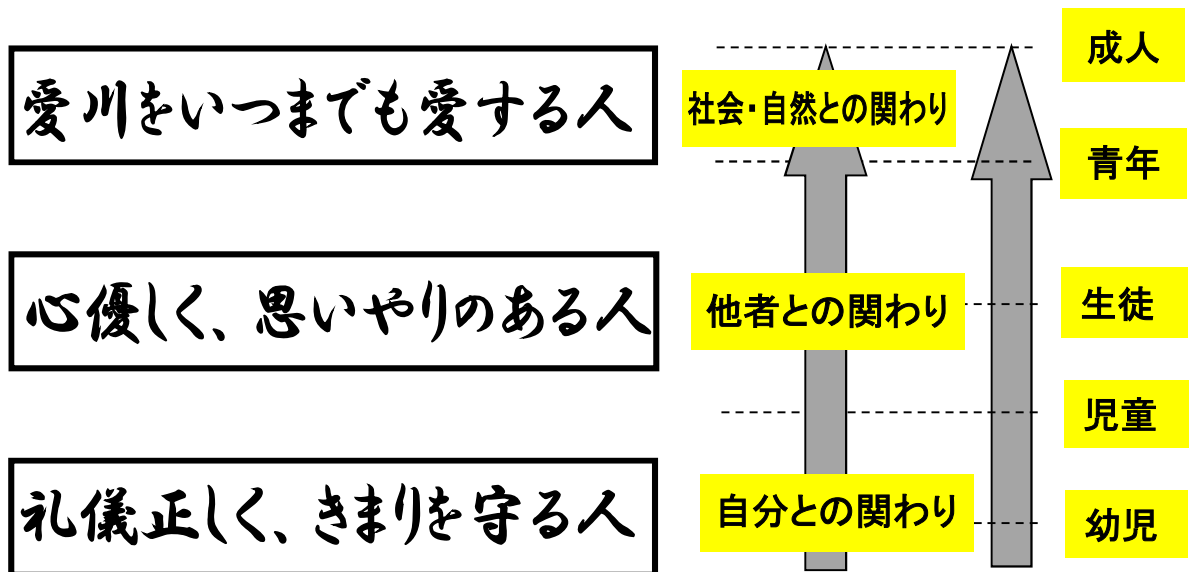 愛川をいつまでも愛する人
社会・自然との関わり
成人
青年
心優しく、思いやりのある人
他者との関わり
生徒
児童
礼儀正しく、きまりを守る人
自分との関わり
幼児